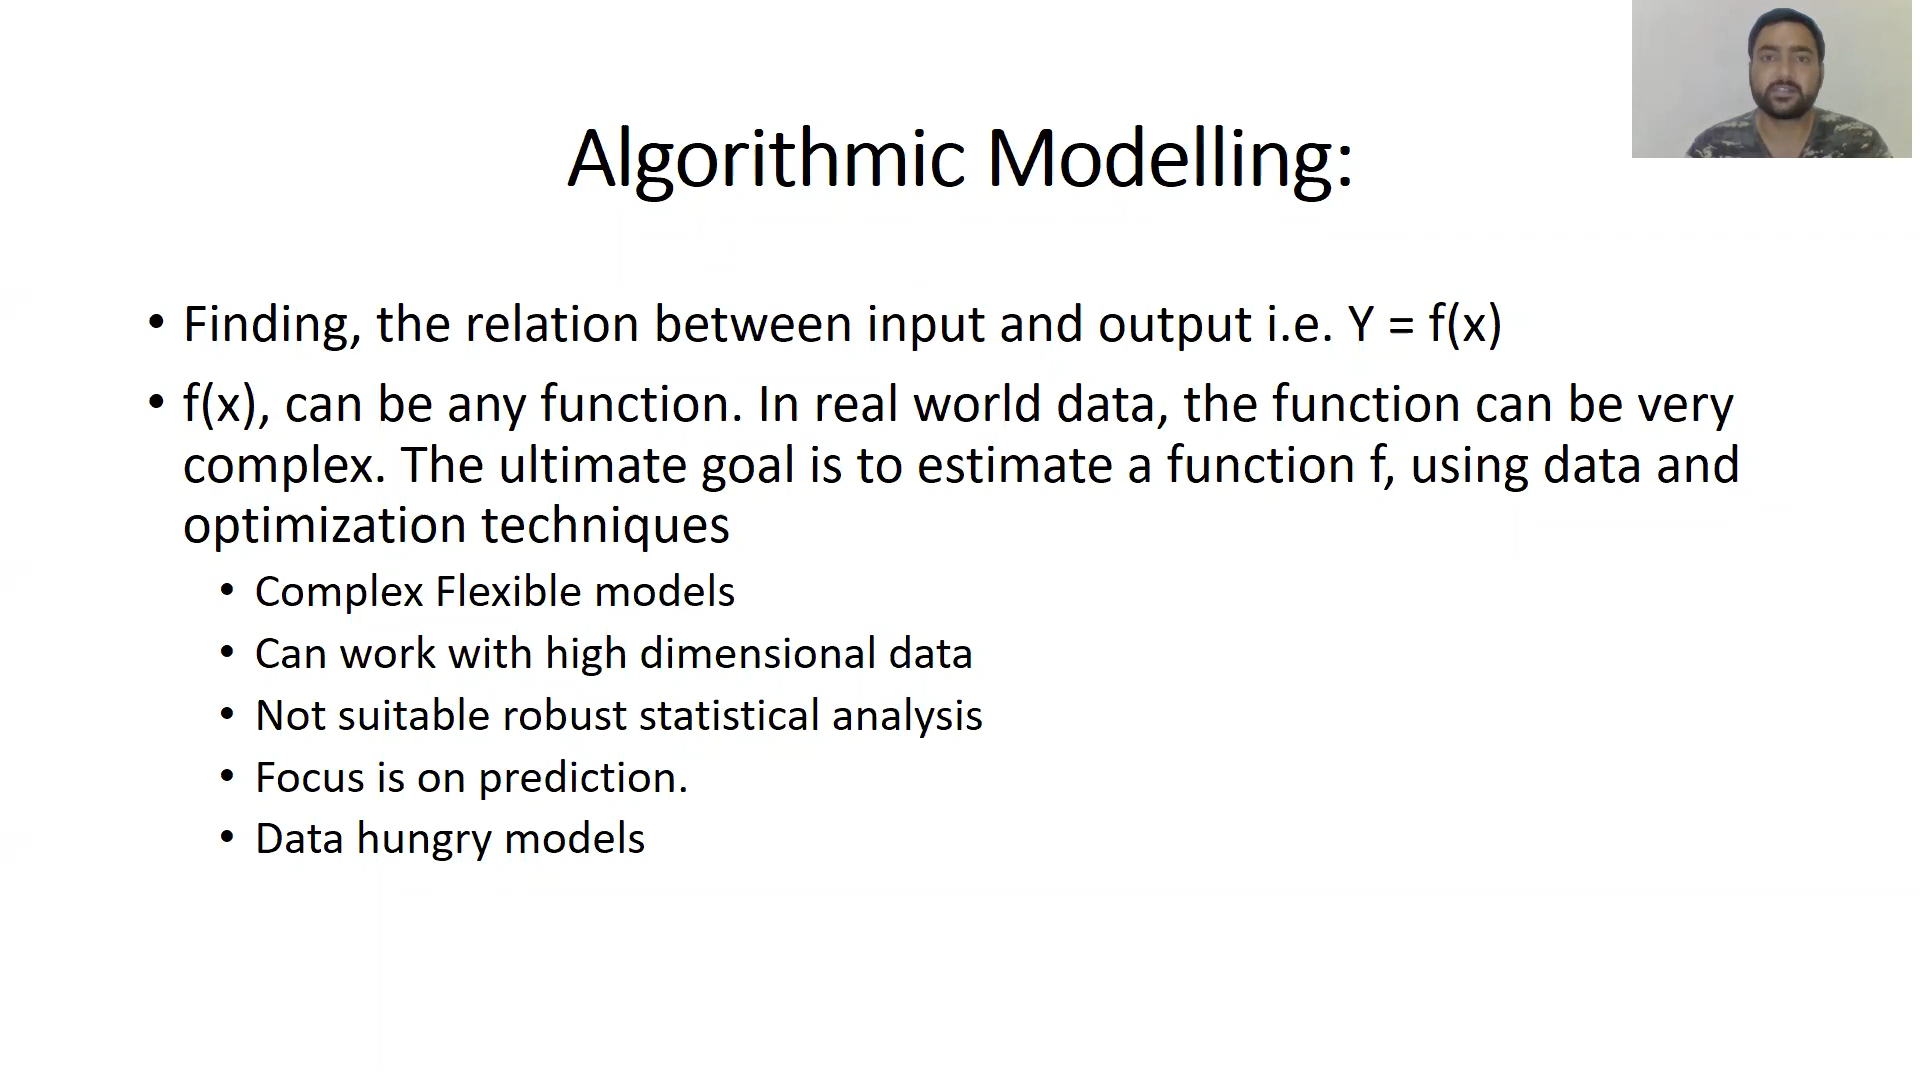 Algorithmic Modelling:
• Finding, the relation between input and output i.e. Y = f(x)
• f(x), can be any function. In real world data, the function can be very
complex. The ultimate goal is to estimate a function f, using data and
optimization techniques
• Complex Flexible models
• Can work with high dimensional data
• Not suitable robust statistical analysis
• Focus is on prediction.
• Data hungry models